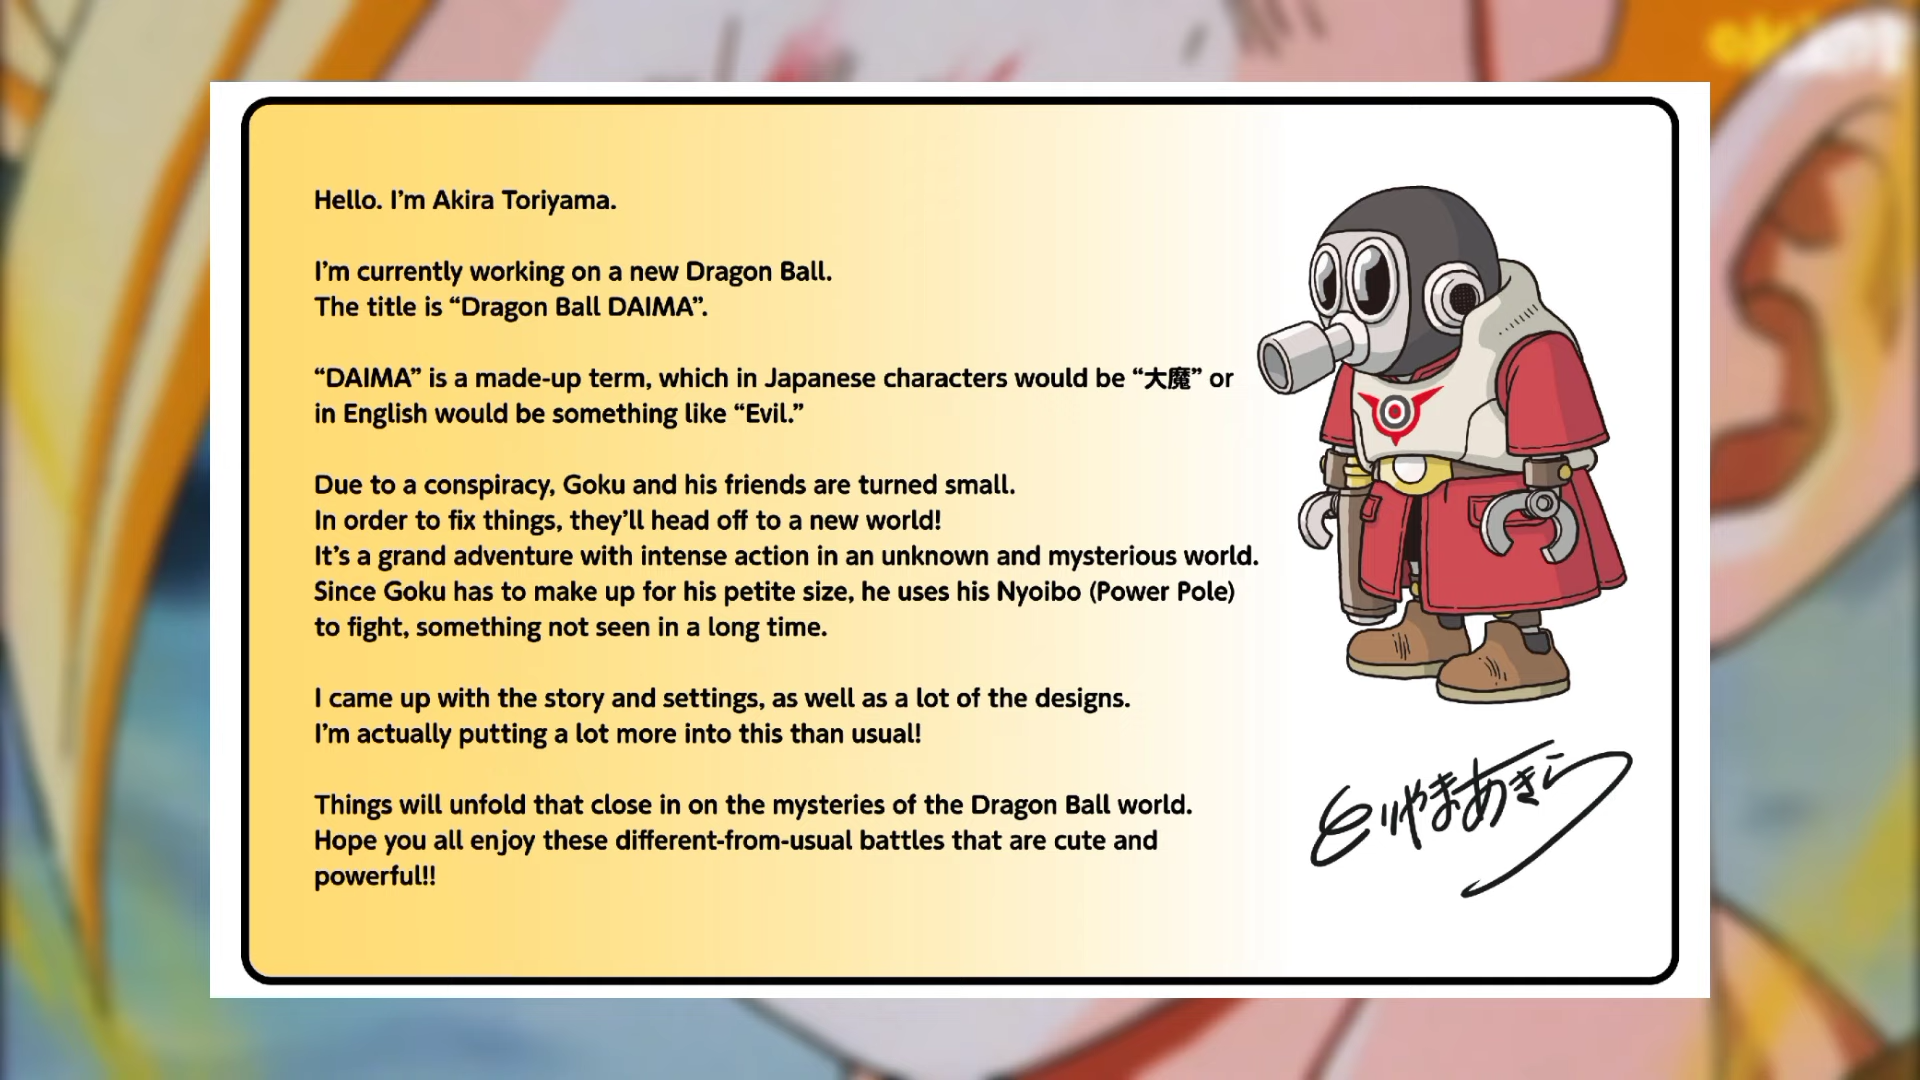 Hello. I'm Akira Toriyama.
I'm currently working on a new Dragon Ball.
The title is “Dragon Ball DAIMA”.
“DAIMA” is a made-up term, which in Japanese characters would be “大魔” or
in English would be something like “Evil.”
Due to a conspiracy, Goku and his friends are turned small.
In order to fix things, they'll head off to a new world!
It's a grand adventure with intense action in an unknown and mysterious world.
Since Goku has to make up for his petite size, he uses his Nyoibo (Power Pole)
to fight, something not seen in a long time.
I came up with the story and settings, as well as a lot of the designs.
I'm actually putting a lot more into this than usual!
Things will unfold that close in on the mysteries of the Dragon Ball world.
Hope you all enjoy these different-from-usual battles that are cute and
powerful!!
とりやまあきら